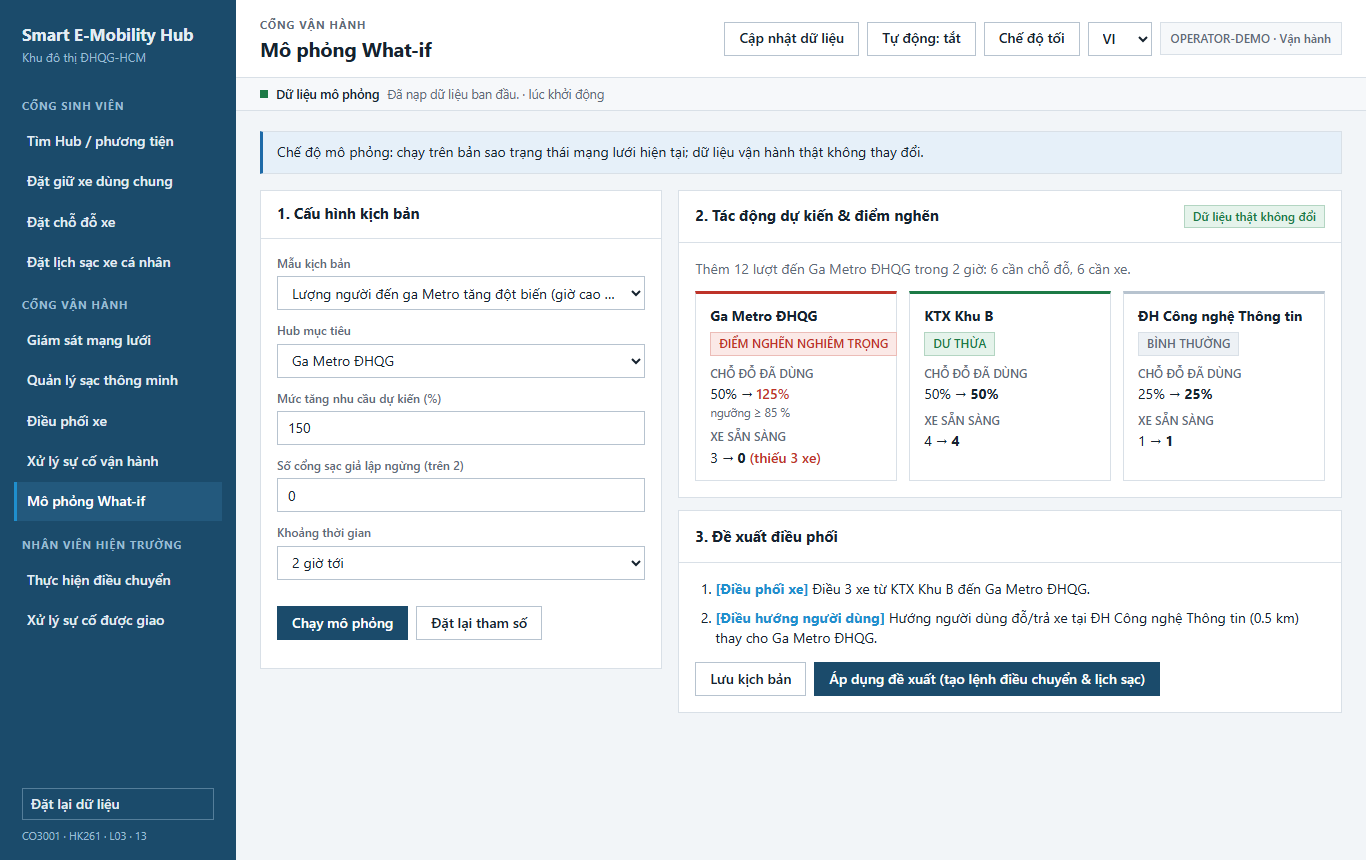 Smart E-Mobility Hub
Khu đô thị ĐHQG-HCM
CỔNG SINH VIÊN
Tìm Hub / phương tiện
Đặt giữ xe dùng chung
Đặt chỗ đỗ xe
Đặt lịch sạc xe cá nhân
CỔNG VẬN HÀNH
Giám sát mạng lưới
Quản lý sạc thông minh
Điều phối xe
Xử lý sự cố vận hành
Mô phỏng What-if
NHÂN VIÊN HIỆN TRƯỜNG
Thực hiện điều chuyển
Xử lý sự cố được giao
Đặt lại dữ liệu
CO3001 · HK261 · L03 · 13
CỔNG VẬN HÀNH
Mô phỏng What-if
Cập nhật dữ liệu
Tự động: tắt
Chế độ tối
VI
OPERATOR-DEMO · Vận hành
Dữ liệu mô phỏng Đã nạp dữ liệu ban đầu. · lúc khởi động
Chế độ mô phỏng: chạy trên bản sao trạng thái mạng lưới hiện tại; dữ liệu vận hành thật không thay đổi.
1. Cấu hình kịch bản
Mẫu kịch bản
Lượng người đến ga Metro tăng đột biến (giờ cao ...
Hub mục tiêu
Ga Metro ĐHQG
Mức tăng nhu cầu dự kiến (%)
150
Số cổng sạc giả lập ngừng (trên 2)
0
Khoảng thời gian
2 giờ tới
Chạy mô phỏng
Đặt lại tham số
2. Tác động dự kiến & điểm nghẽn
Dữ liệu thật không đổi
Thêm 12 lượt đến Ga Metro ĐHQG trong 2 giờ: 6 cần chỗ đỗ, 6 cần xe.
Ga Metro ĐHQG
ĐIỂM NGHẼN NGHIÊM TRỌNG
CHỖ ĐỖ ĐÃ DÙNG
50% → 125%
ngưỡng ≥ 85 %
XE SẴN SÀNG
3 → 0 (thiếu 3 xe)
KTX Khu B
DƯ THỪA
CHỖ ĐỖ ĐÃ DÙNG
50% → 50%
XE SẴN SÀNG
4 → 4
ĐH Công nghệ Thông tin
BÌNH THƯỜNG
CHỖ ĐỖ ĐÃ DÙNG
25% → 25%
XE SẴN SÀNG
1 → 1
3. Đề xuất điều phối
1. [Điều phối xe] Điều 3 xe từ KTX Khu B đến Ga Metro ĐHQG.
2. [Điều hướng người dùng] Hướng người dùng đỗ/trả xe tại ĐH Công nghệ Thông tin (0.5 km)
thay cho Ga Metro ĐHQG.
Lưu kịch bản
Áp dụng đề xuất (tạo lệnh điều chuyển & lịch sạc)